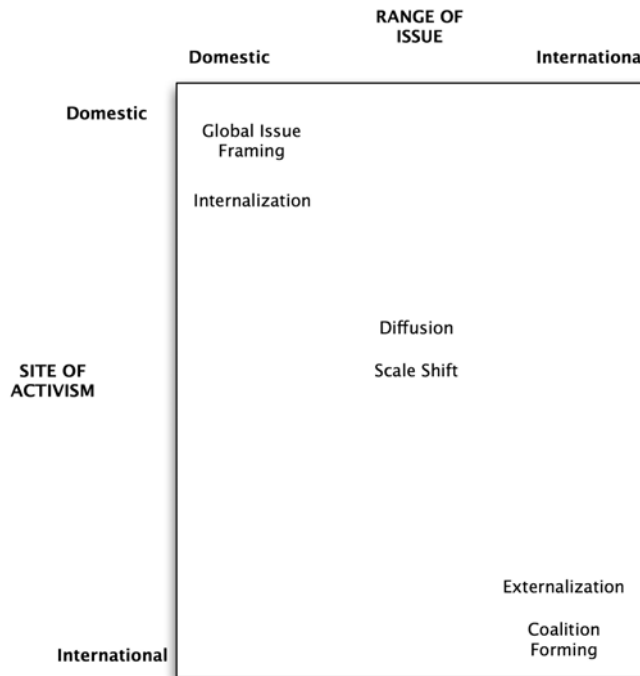 RANGE OF
ISSUE
Domestic
International
Domestic
Global Issue
Framing
Internalization
Diffusion
SITE OF
ACTIVISM
Scale Shift
Externalization
Coalition
Forming
International